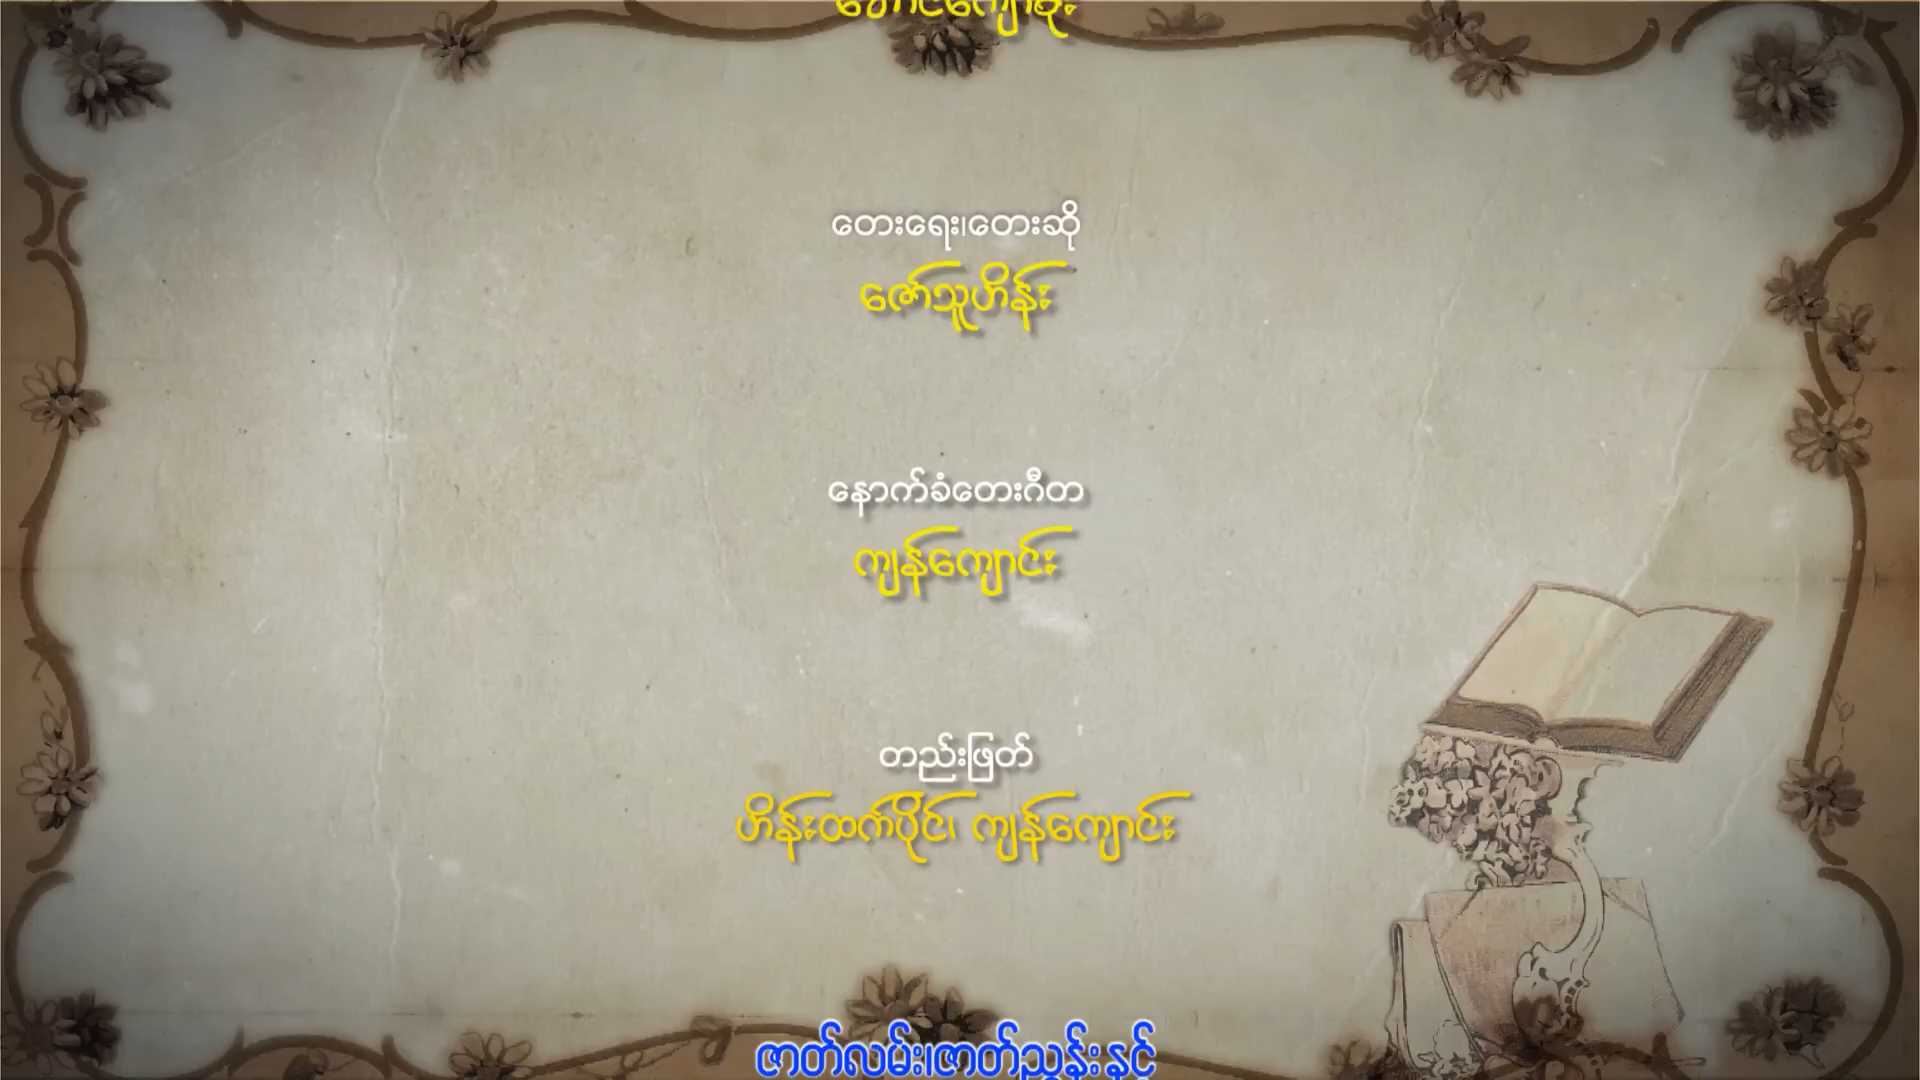 တေးရေး၊တေးဆို
ဇော်သူဟိန်း
နောက်ခံတေးဂီတ
ကျန်ကျောင်း
တည်းဖြတ်
ဟိန်းထက်ပိုင်၊ ကျန်ကျောင်း
ဇာတ်လမ်း၊ဇာတ်ညွှန်းနှင့်